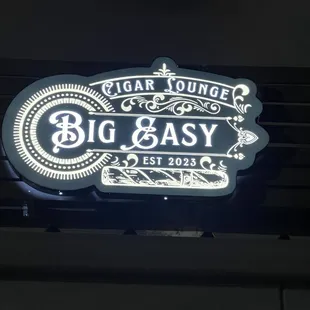 CIGAR LOUNGE
BIG EASY
EST 2023